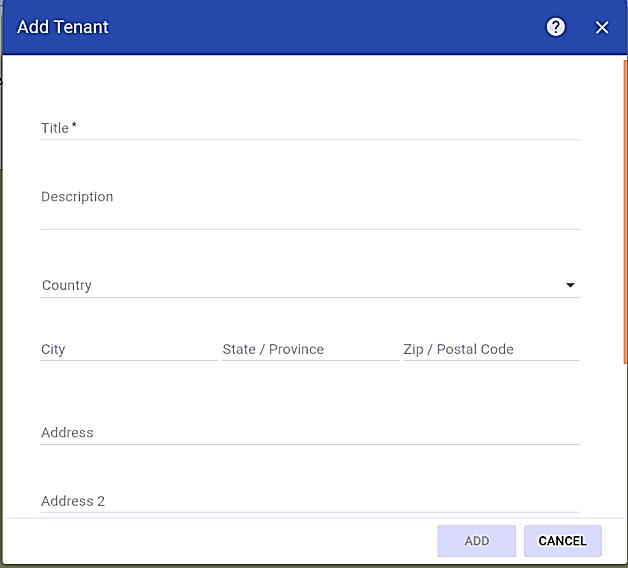 Add Tenant ?
Title *
Description
Country
City State / Province Zip / Postal Code
Address
Address 2
ADD CANCEL